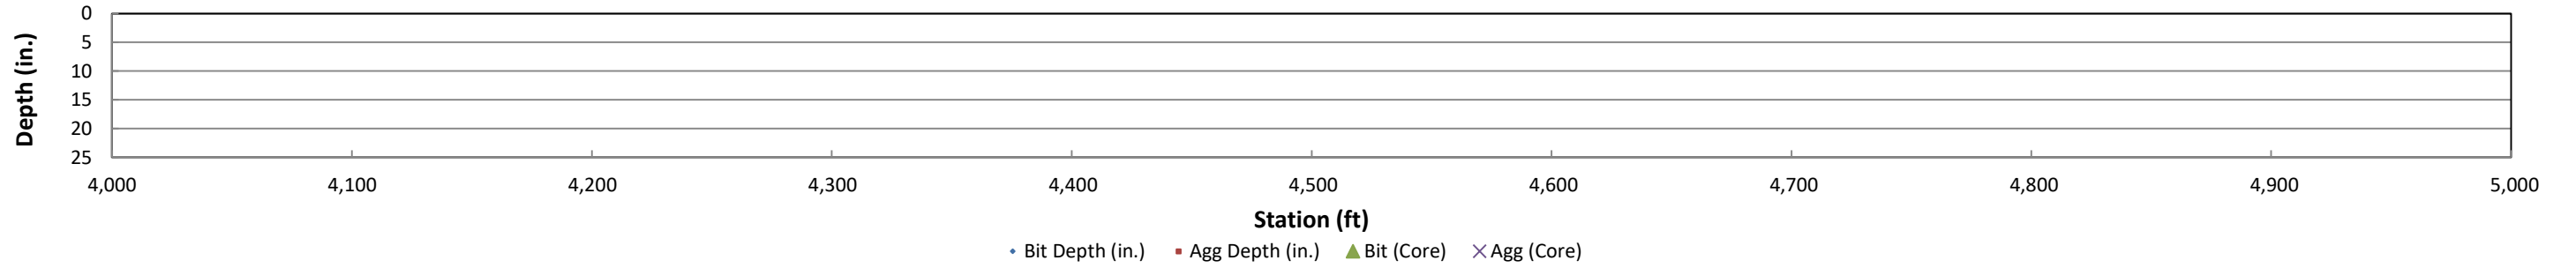 Depth (in.)
0
5
10
15
20
25
4,000 4,100 4,200 4,300 4,400 4,500 4,600 4,700 4,800 4,900 5,000
Station (ft)
Bit Depth (in.) Agg Depth (in.) Bit (Core) Agg (Core)